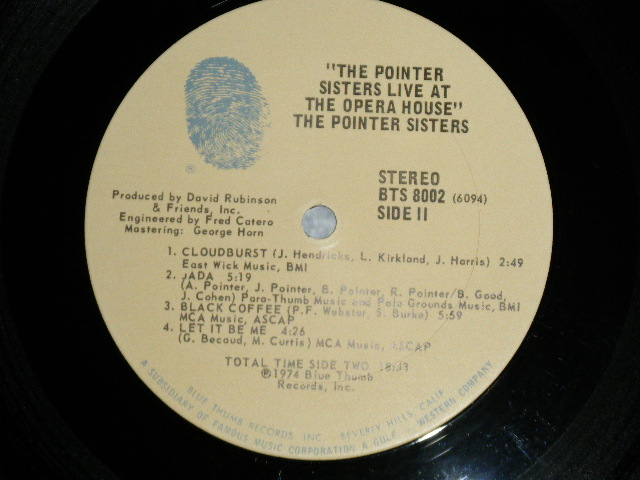 "THE POINTER
SISTERS LIVE AT
THE OPERA HOUSE"
THE POINTER SISTERS
®
STEREO
BTS 8002 (6094)
SIDE II
Produced by David Rubinson
& Friends, Inc.
Engineered by Fred Catero
Mastering: George Horn
1. CLOUDBURST (J. Hendricks, L. Kirkland, J. Harris) 2:49
East Wick Music, BMI
2. JADA 5:19
(A. Pointer, J. Pointer, B. Pointer, R. Pointer/B. Good,
J. Cohen) Para-Thumb Music and Polo Grounds Music, BMI
3. BLACK COFFEE (P.F. Webster, S. Burke) 5:59
MCA Music, ASCAP
4. LET IT BE ME 4:26
(G. Becaud, M. Curtis) MCA Music, ASCAP
TOTAL TIME SIDE TWO 18:33
℗1974 Blue Thumb
Records, Inc.
BLUE THUMB RECORDS INC. BEVERLY HILLS, CALIF.
A SUBSIDIARY OF FAMOUS MUSIC CORPORATION A GULF + WESTERN COMPANY